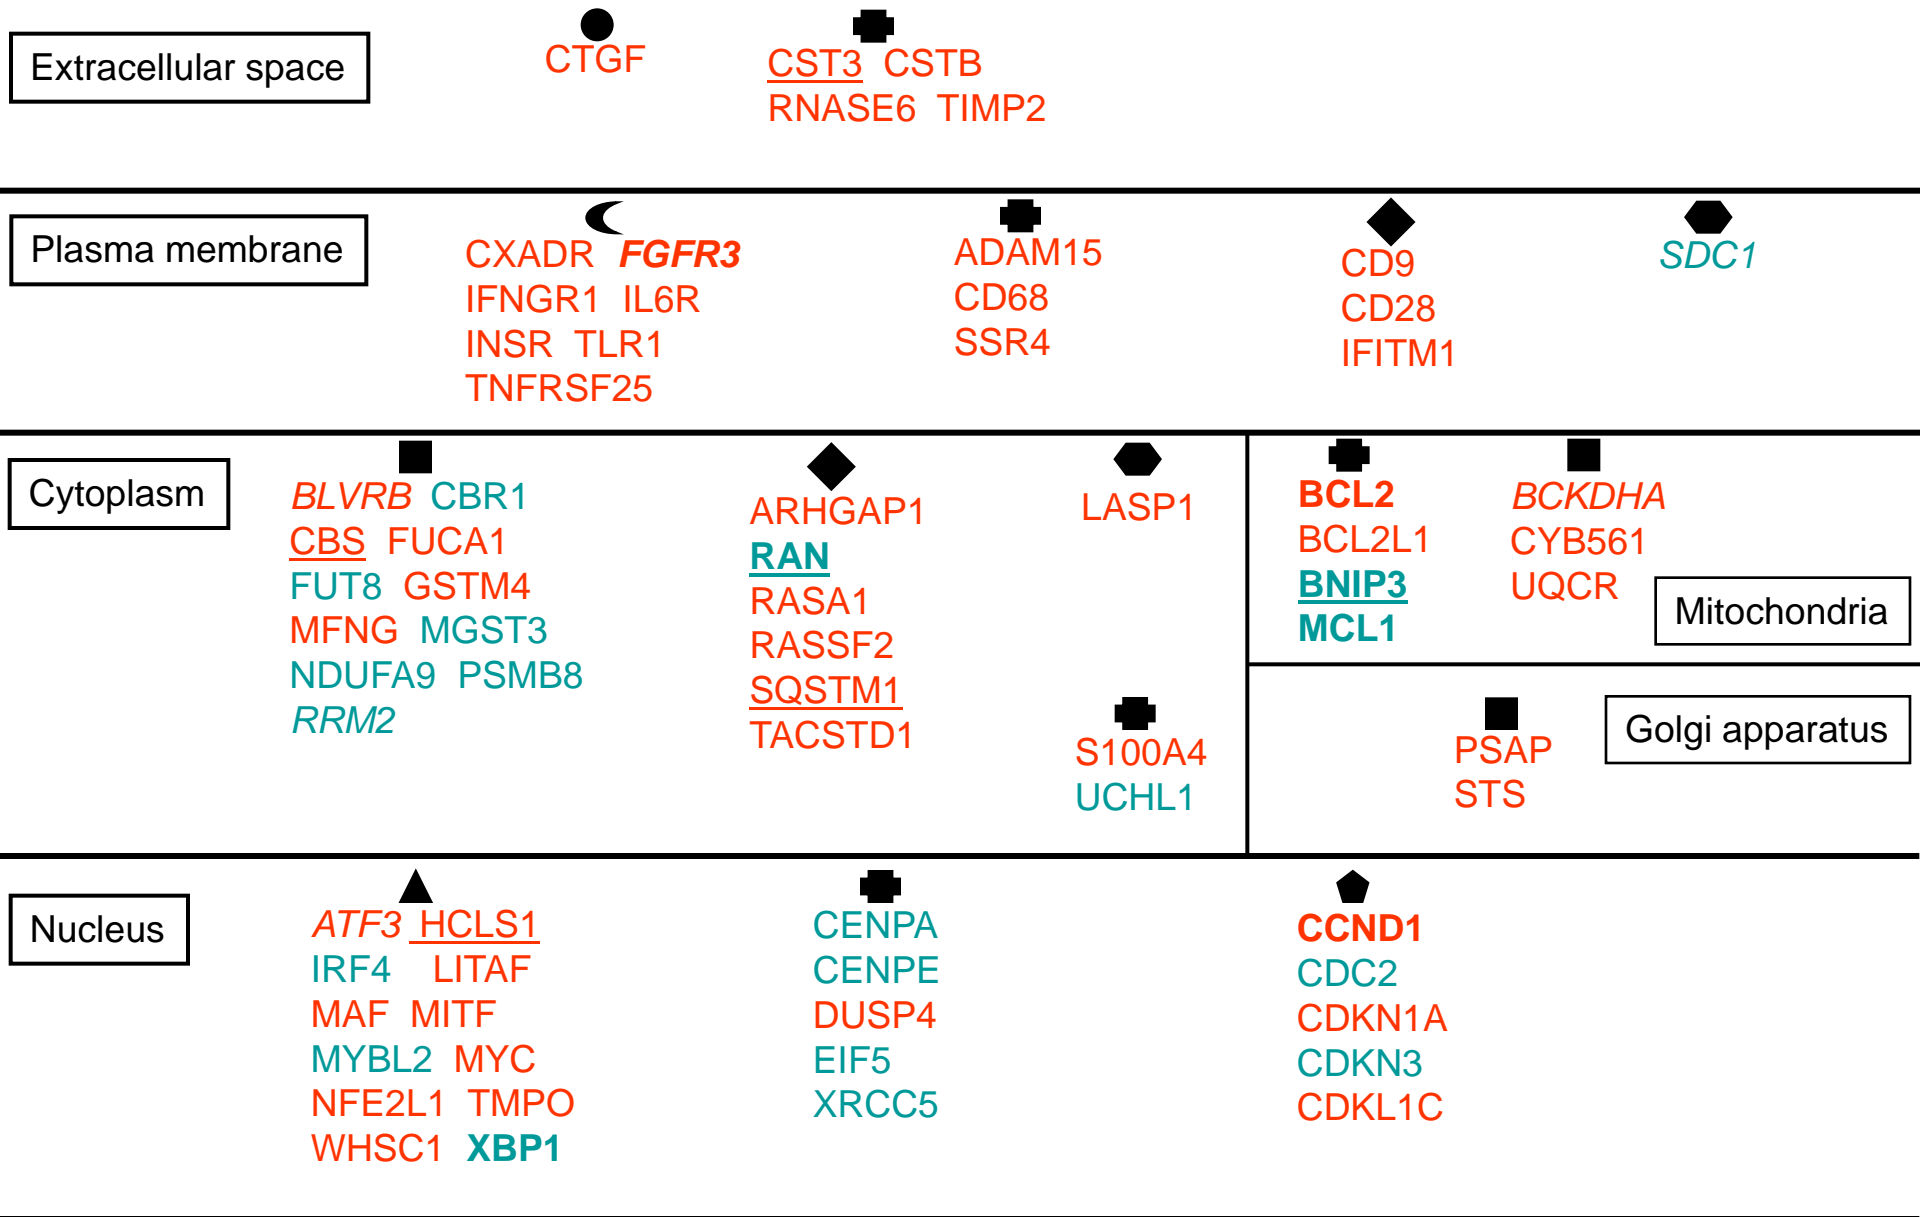 Extracellular space
CTGF
CST3 CSTB
RNASE6 TIMP2
Plasma membrane
CXADR FGFR3
IFNGR1 IL6R
INSR TLR1
TNFRSF25
ADAM15
CD68
SSR4
CD9
CD28
IFITM1
SDC1
Cytoplasm
BLVRB CBR1
CBS FUCA1
FUT8 GSTM4
MFNG MGST3
NDUFA9 PSMB8
RRM2
ARHGAP1
RAN
RASA1
RASSF2
SQSTM1
TACSTD1
LASP1
S100A4
UCHL1
BCL2
BCL2L1
BNIP3
MCL1
BCKDHA
CYB561
UQCR
Mitochondria
PSAP
STS
Golgi apparatus
Nucleus
ATF3 HCLS1
IRF4 LITAF
MAF MITF
MYBL2 MYC
NFE2L1 TMPO
WHSC1 XBP1
CENPA
CENPE
DUSP4
EIF5
XRCC5
CCND1
CDC2
CDKN1A
CDKN3
CDKL1C